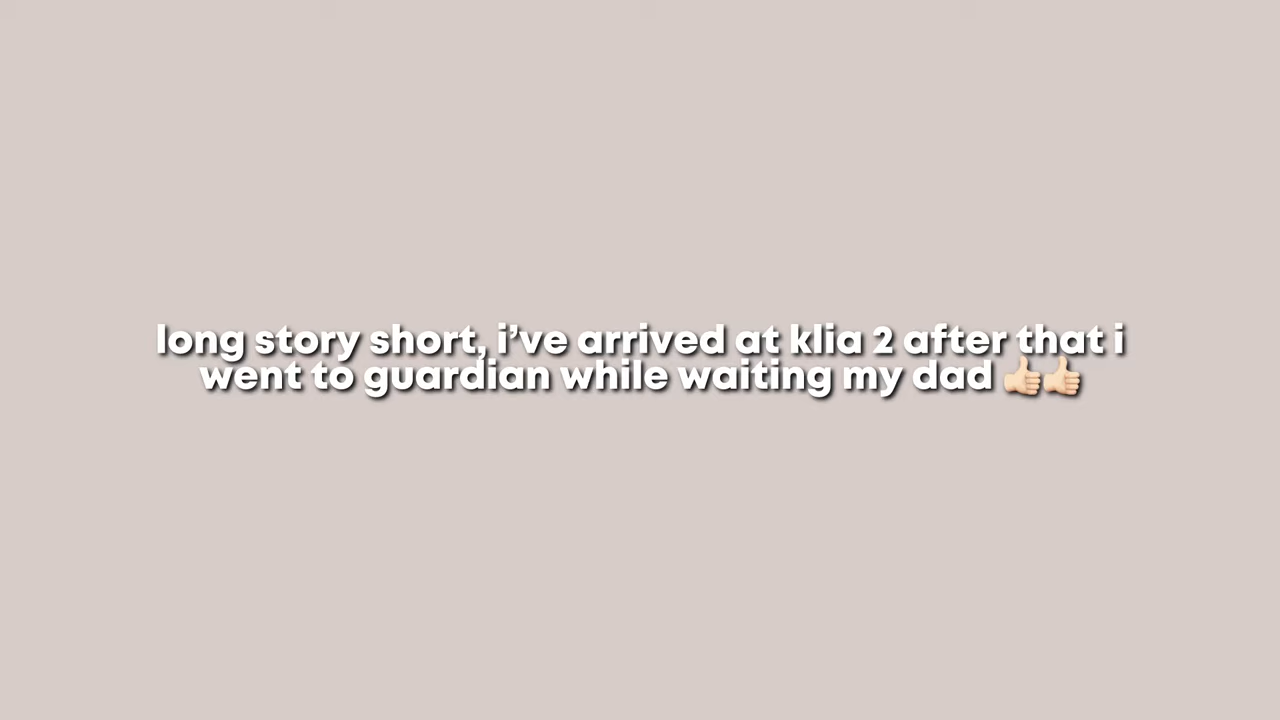 long story short, i've arrived at klia 2 after that i
went to guardian while waiting my dad 👍🏻👍🏻